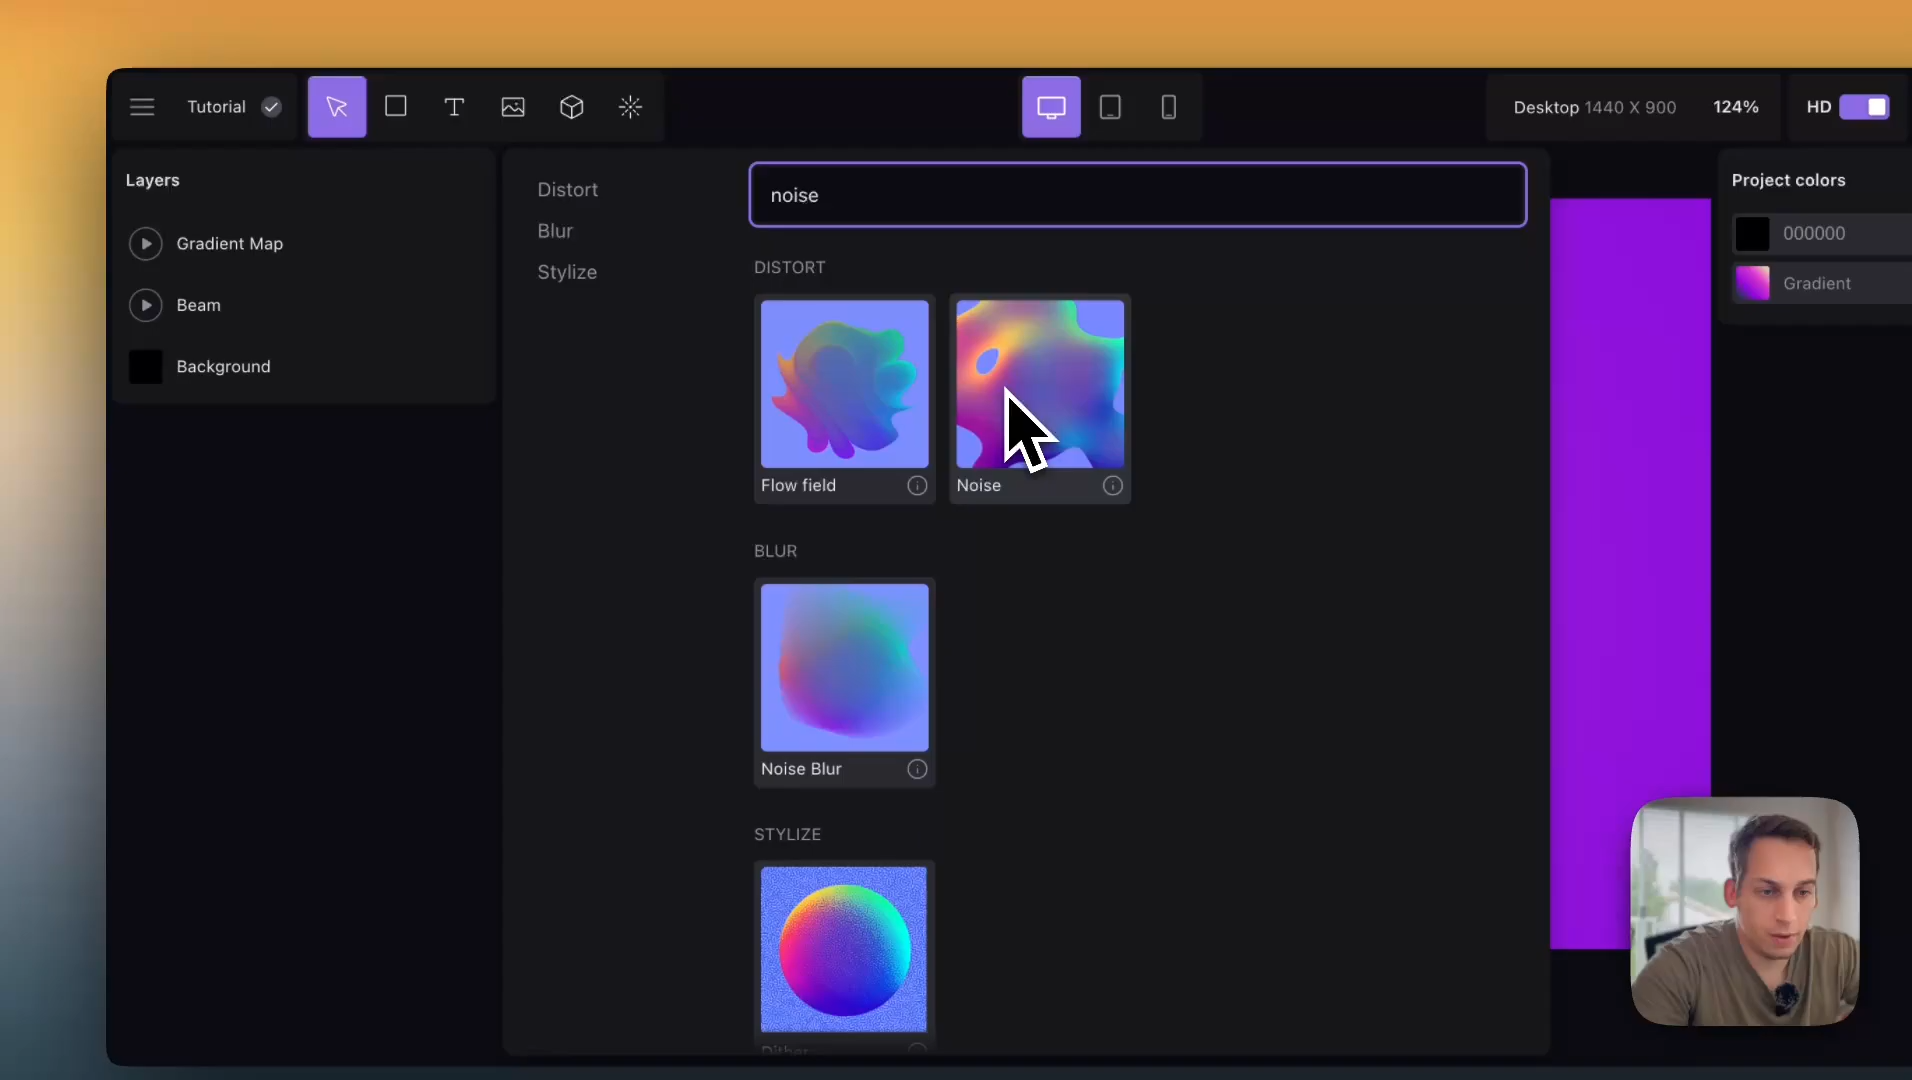 Tutorial
Desktop 1440 X 900
124%
HD
Layers
Gradient Map
Beam
Background
Distort
Blur
Stylize
noise
DISTORT
Flow field
Noise
BLUR
Noise Blur
STYLIZE
Dither
Project colors
000000
Gradient